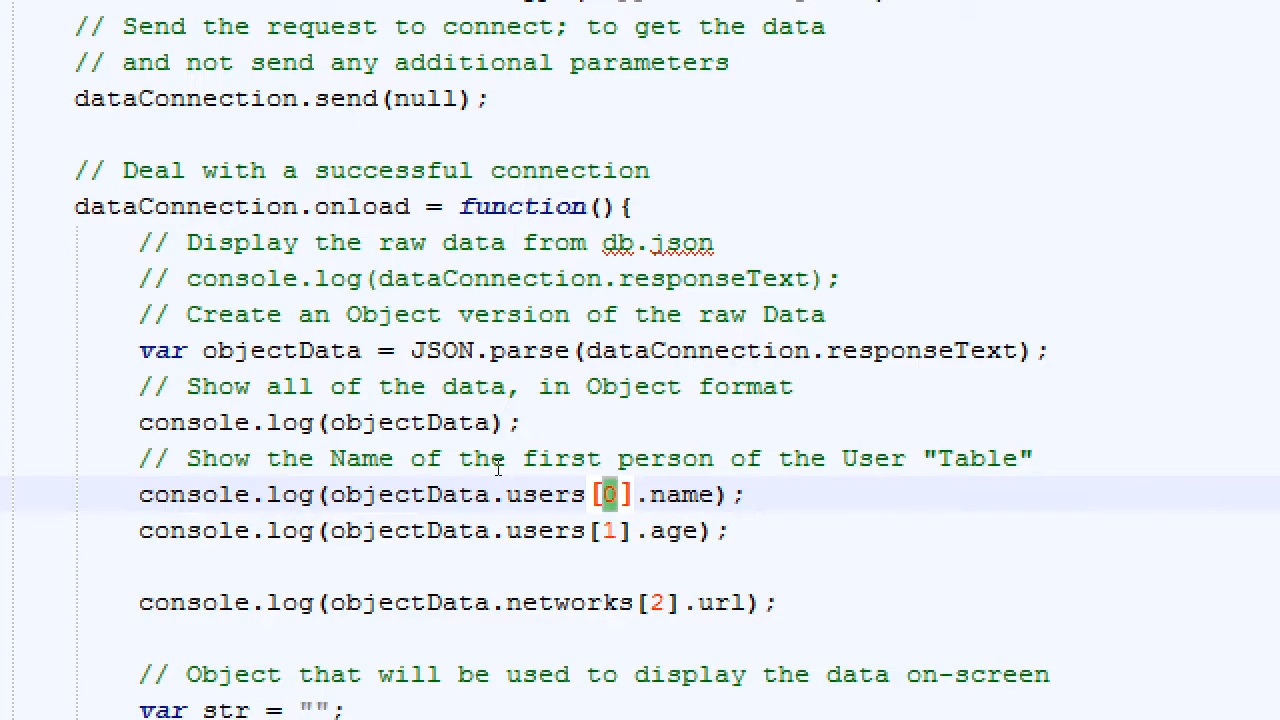 // Send the request to connect; to get the data
// and not send any additional parameters
dataConnection.send(null);
// Deal with a successful connection
dataConnection.onload = function(){
// Display the raw data from db.json
// console.log(dataConnection.responseText);
// Create an Object version of the raw Data
var objectData = JSON.parse(dataConnection.responseText);
// Show all of the data, in Object format
console.log(objectData);
// Show the Name of the first person of the User "Table"
console.log(objectData.users[0].name);
console.log(objectData.users[1].age);
console.log(objectData.networks[2].url);
// Object that will be used to display the data on-screen
var str = "";